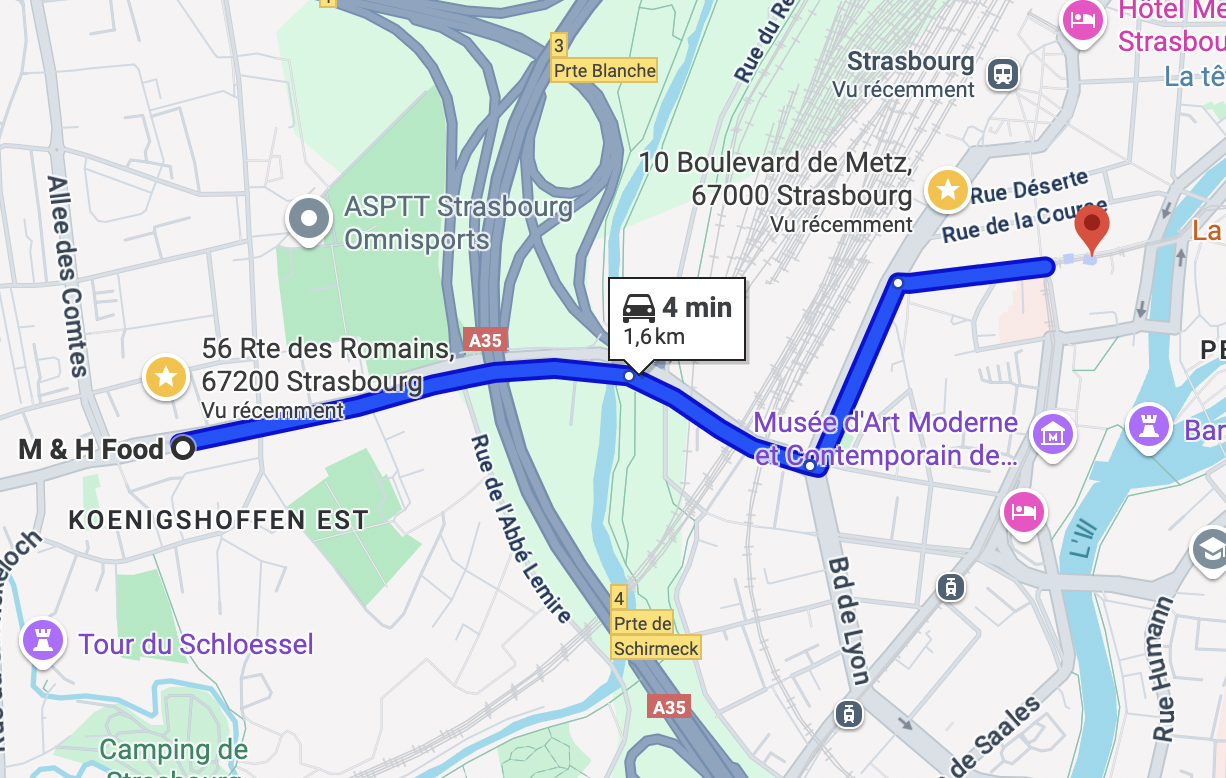 1
3
Prte Blanche
Rue du Re
Hôtel Me
Strasbou
Strasbourg
Vu récemment
La tê
Allee des Comtes
ASPTT Strasbourg
Omnisports
10 Boulevard de Metz,
67000 Strasbourg
Vu récemment
Rue Déserte
Rue de la Course
La
4 min
1,6 km
A35
56 Rte des Romains,
67200 Strasbourg
Vu récemment
PE
M & H Food
Musée d'Art Moderne
et Contemporain de...
Bar
KOENIGSHOFFEN EST
Rue de l'Abbé Lemire
L'Ill
Bd de Lyon
4
Prte de
Schirmeck
Tour du Schloessel
Rue Humann
A35
de Saales
Camping de
Strasbourg